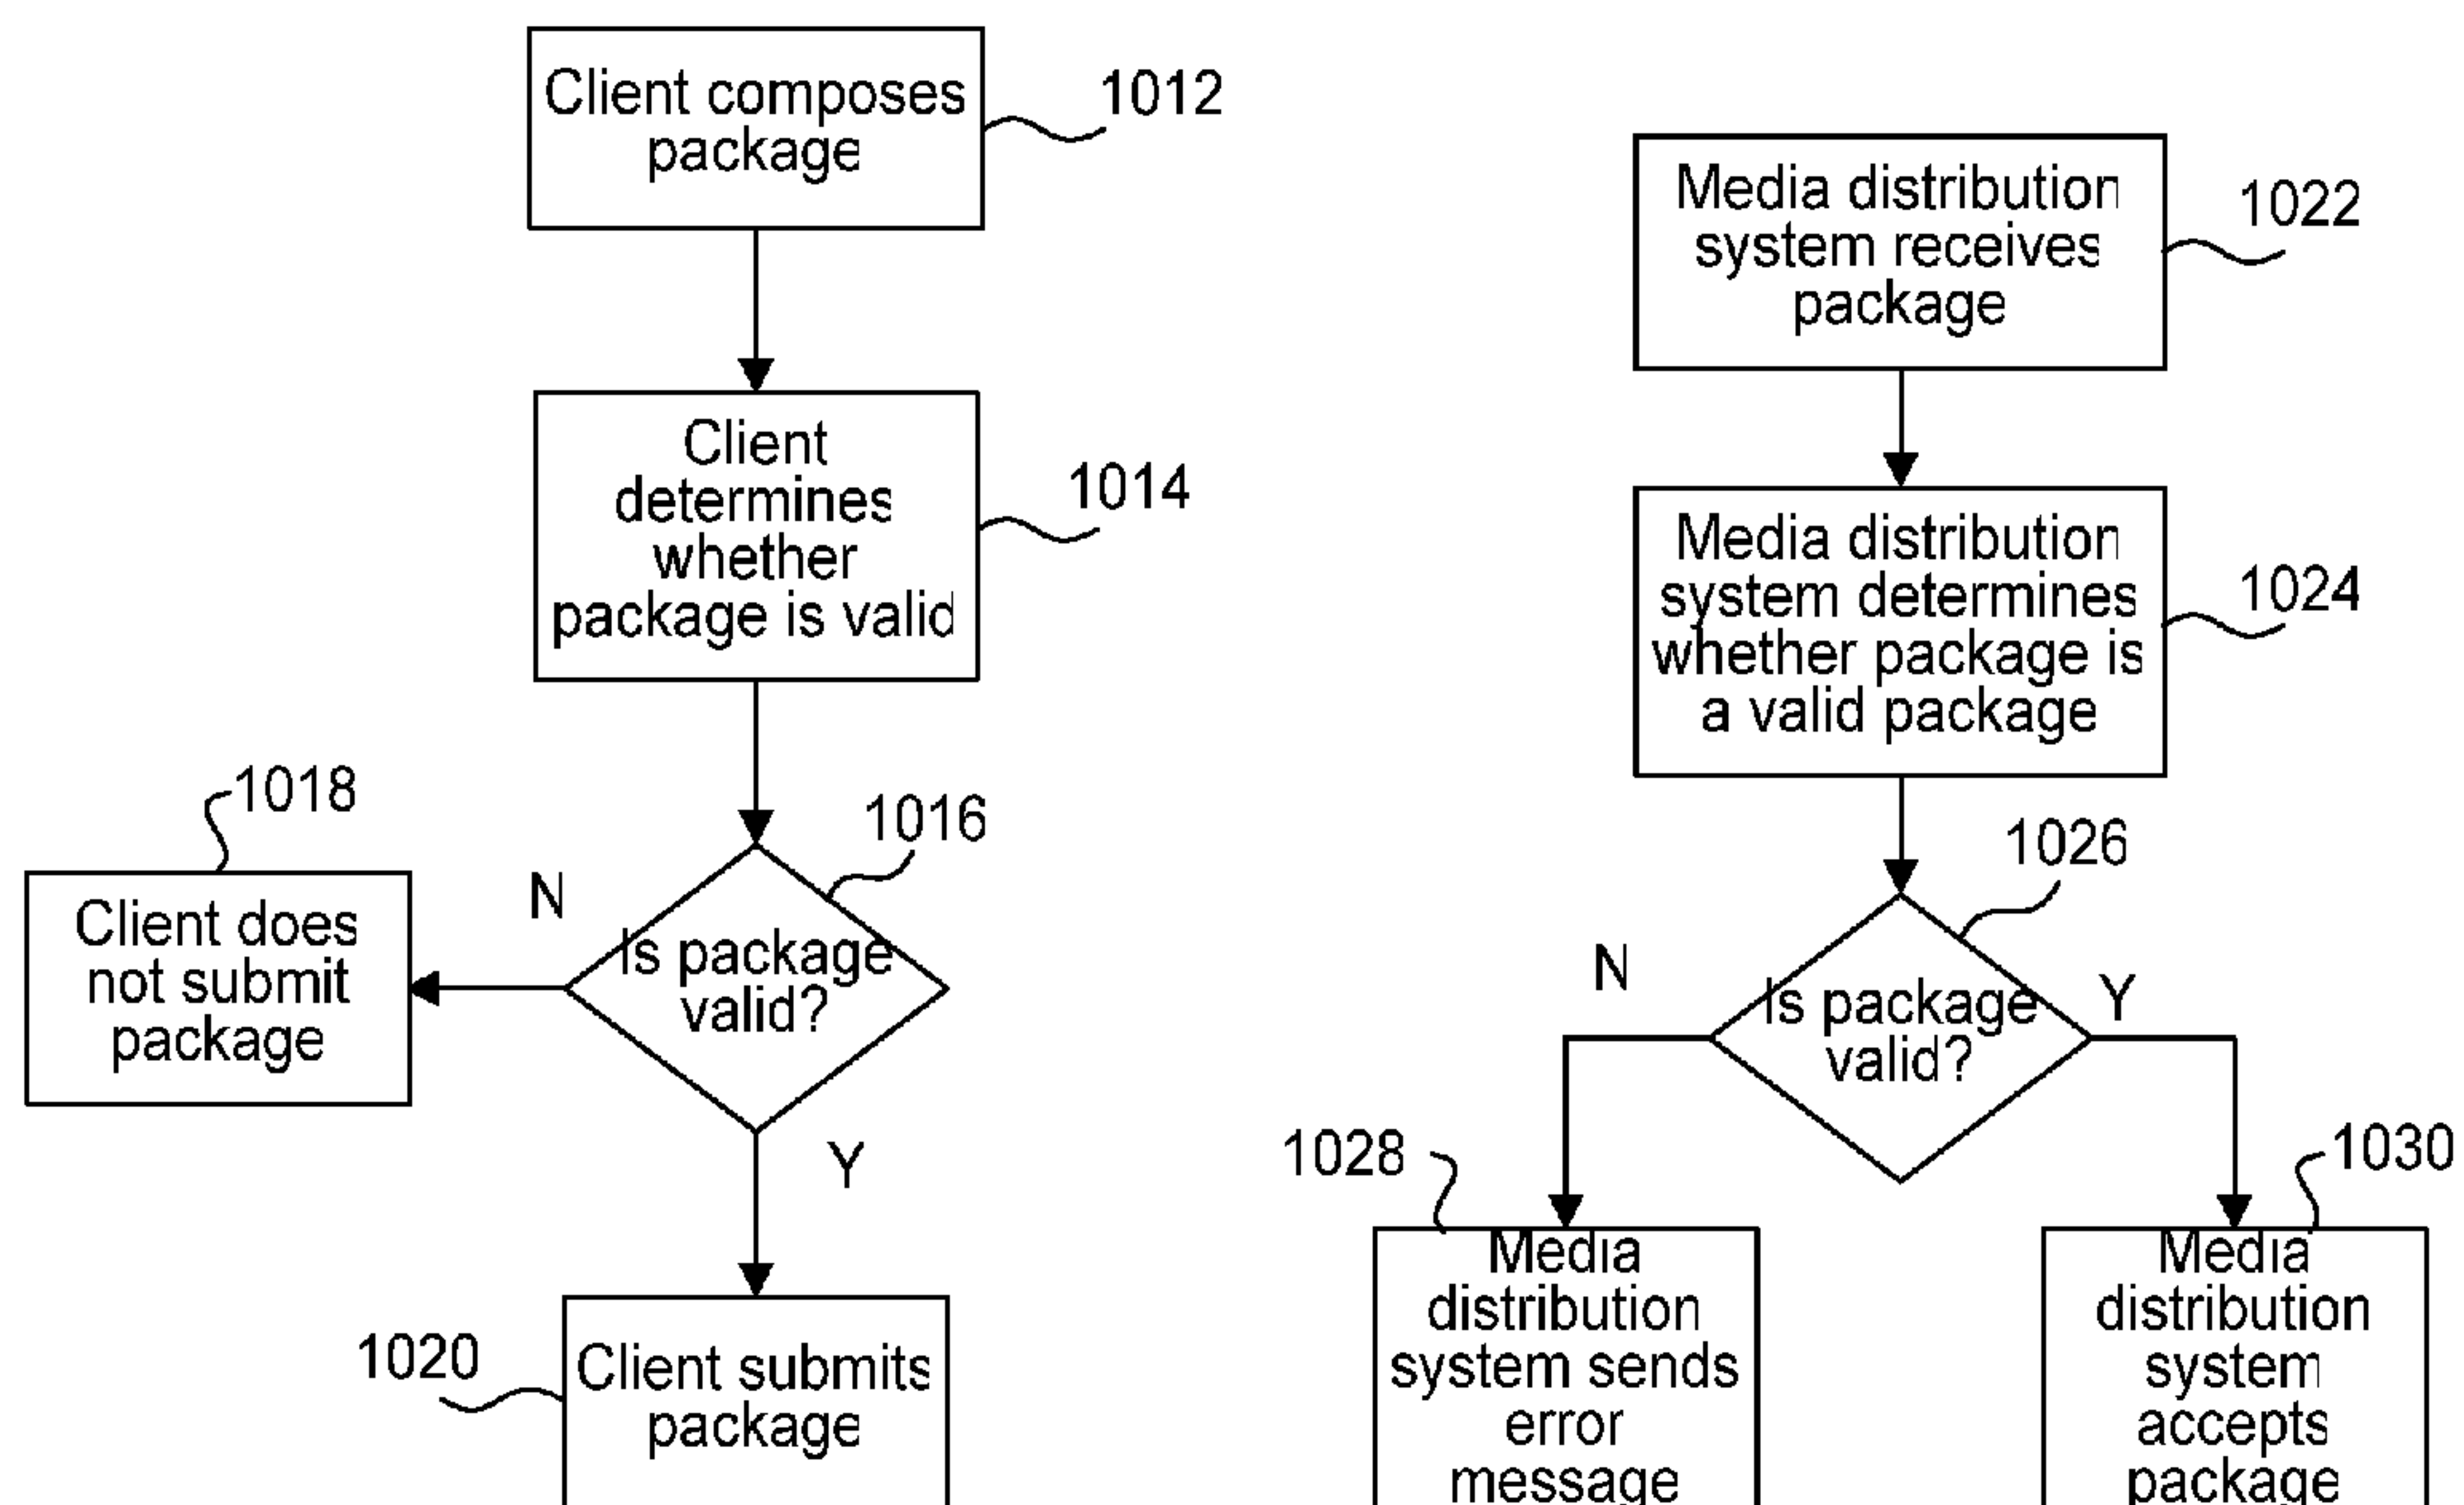 Client composes
package
1012
Client
determines
whether
package is valid
1014
1016
Is package
valid?
N
1018
Client does
not submit
package
Y
1020
Client submits
package
Media distribution
system receives
package
1022
Media distribution
system determines
whether package is
a valid package
1024
1026
Is package
valid?
N
Y
1028
Media
distribution
system sends
error
message
1030
Media
distribution
system
accepts
package